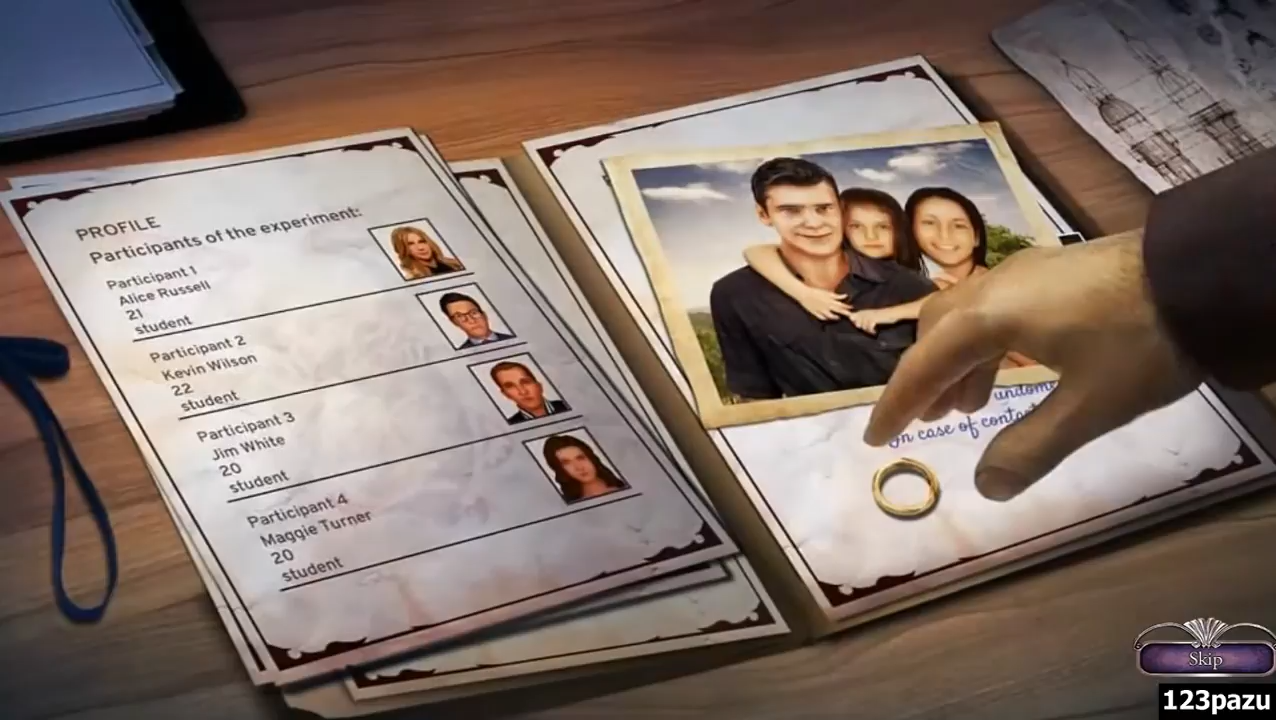 PROFILE
Participants of the experiment:
Participant 1
Alice Russell
21
student
Participant 2
Kevin Wilson
22
student
Participant 3
Jim White
20
student
Participant 4
Maggie Turner
20
student
In case of
Skip
123pazu